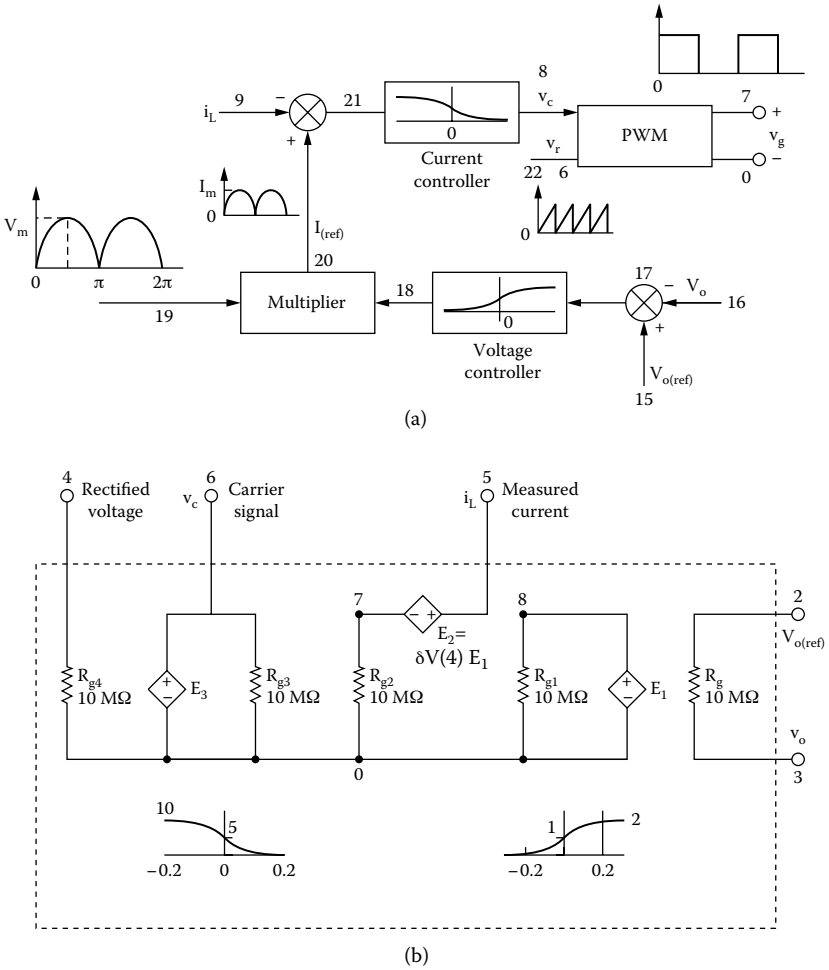 0
8
7
9
21
v_c
+
i_L
−
+
0
PWM
v_g
v_r
−
Current
controller
22 6
0
I_m
0
0
V_m
I_(ref)
0 π 2π
20
17
Multiplier
18
−
V_o
16
19
0
+
Voltage
controller
V_o(ref)
15
(a)
4
6
5
Rectified
voltage
v_c
Carrier
signal
i_L
Measured
current
7
8
2
− +
E_2=
δV(4) E_1
V_o(ref)
R_g4
10 MΩ
+
−
E_3
R_g3
10 MΩ
R_g2
10 MΩ
R_g1
10 MΩ
+
−
E_1
R_g
10 MΩ
v_o
0
3
10
5
−0.2 0 0.2
1
2
−0.2 0.2
(b)